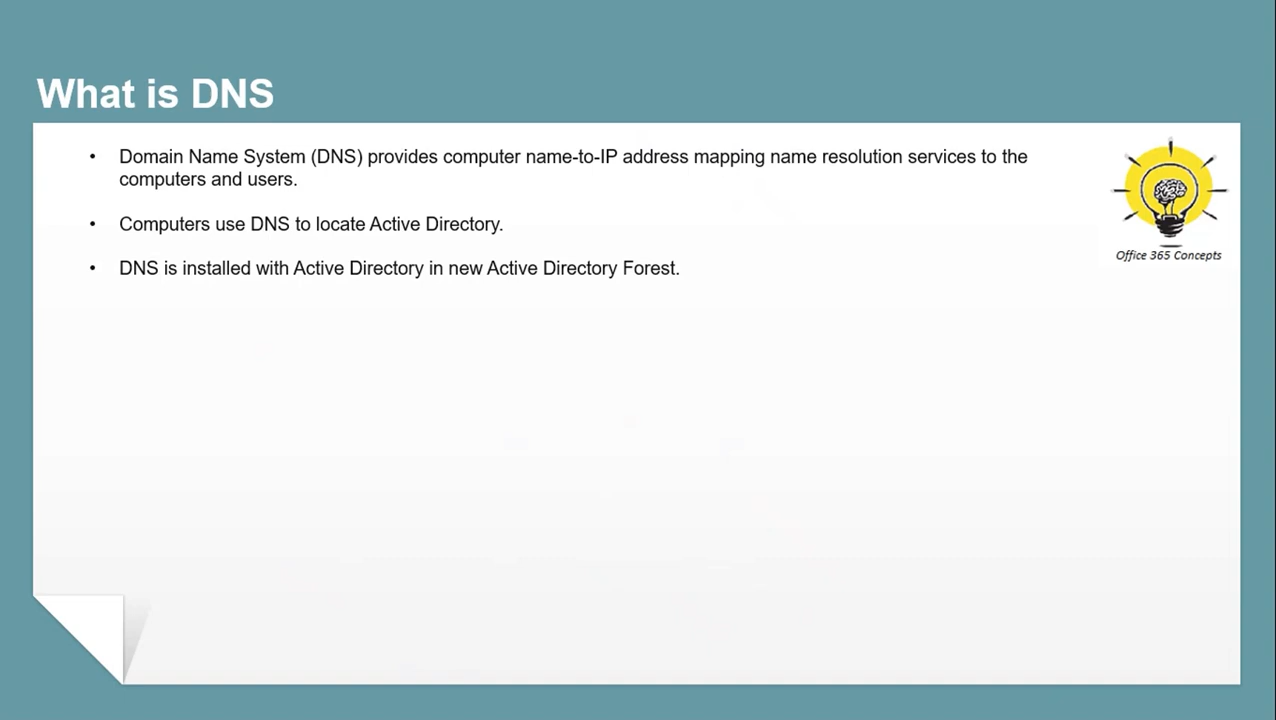 What is DNS
• Domain Name System (DNS) provides computer name-to-IP address mapping name resolution services to the
computers and users.
• Computers use DNS to locate Active Directory.
• DNS is installed with Active Directory in new Active Directory Forest.
Office 365 Concepts